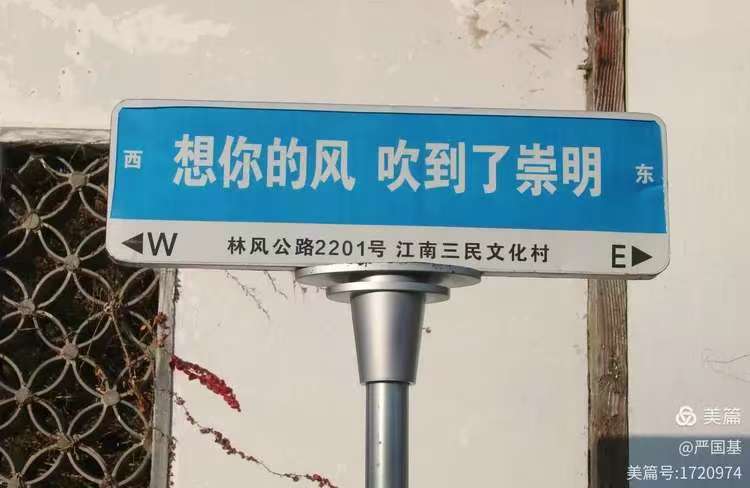 西 想你的风 吹到了崇明 东
W 林风公路2201号 江南三民文化村 E
美篇
@严国基
美篇号:1720974